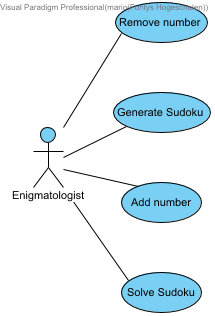 Visual Paradigm Professional(mario(Fontys Hogescholen))
Remove number
Generate Sudoku
Enigmatologist
Add number
Solve Sudoku